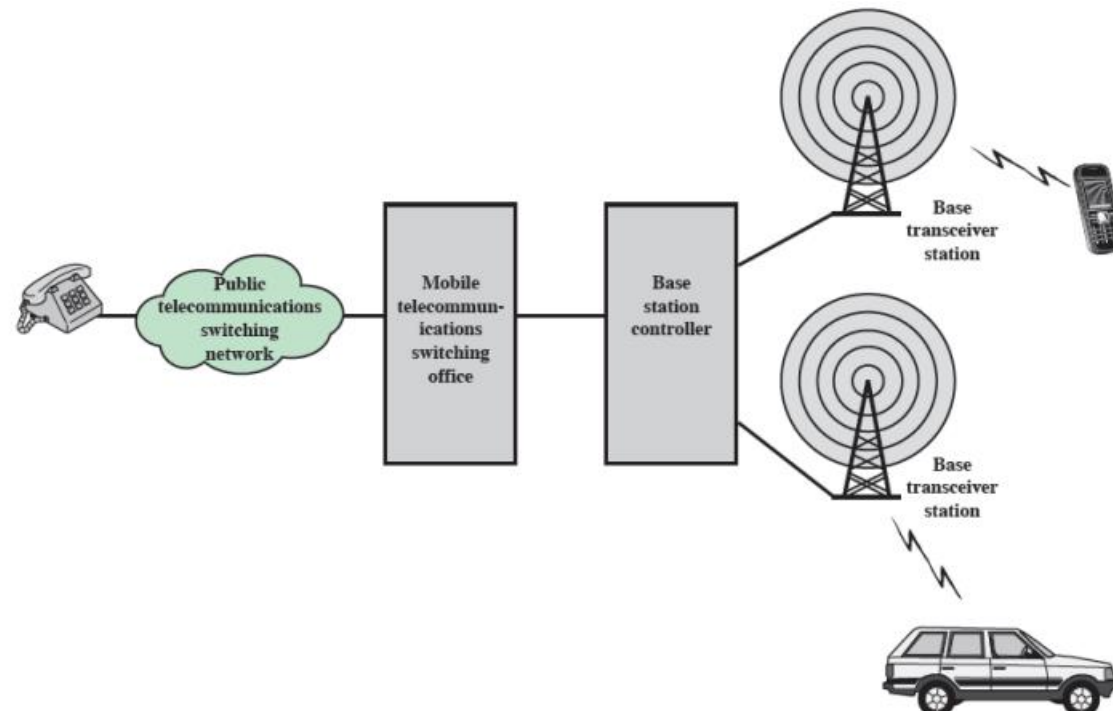 Public
telecommunications
switching
network
Mobile
telecommun-
ications
switching
office
Base
station
controller
Base
transceiver
station
Base
transceiver
station